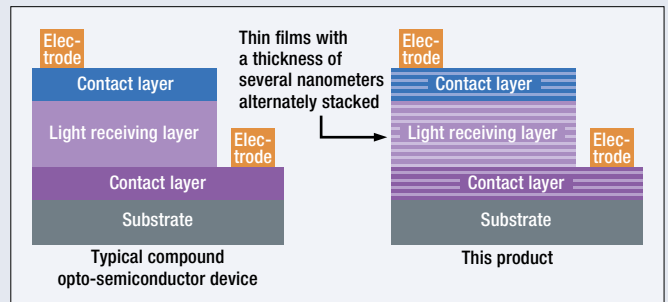 Elec-
trode
Contact layer
Light receiving layer
Elec-
trode
Contact layer
Substrate
Typical compound
opto-semiconductor device
Thin films with
a thickness of
several nanometers
alternately stacked
Elec-
trode
Contact layer
Light receiving layer
Elec-
trode
Contact layer
Substrate
This product